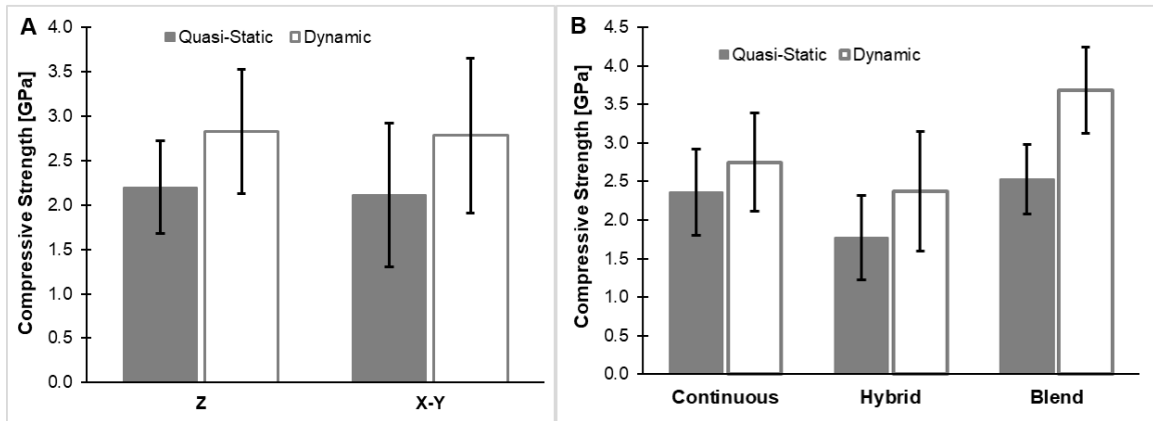 A
Quasi-Static Dynamic
Compressive Strength [GPa]
4.0
3.5
3.0
2.5
2.0
1.5
1.0
0.5
0.0
Z X-Y
B
Quasi-Static Dynamic
Compressive Strength [GPa]
4.5
4.0
3.5
3.0
2.5
2.0
1.5
1.0
0.5
0.0
Continuous Hybrid Blend